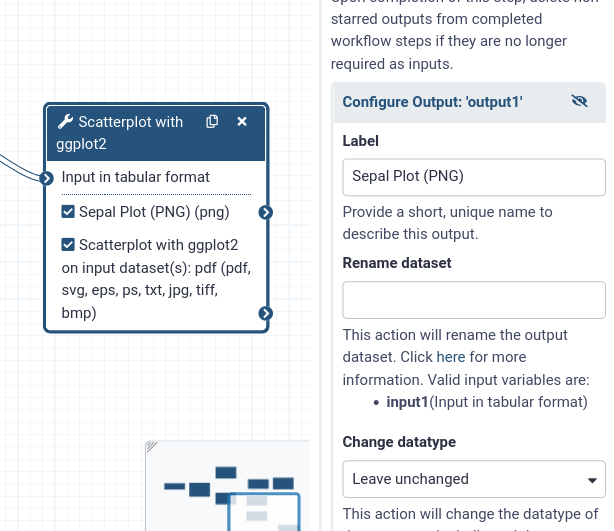 Scatterplot with
ggplot2
Input in tabular format
Sepal Plot (PNG) (png)
Scatterplot with ggplot2
on input dataset(s): pdf (pdf,
svg, eps, ps, txt, jpg, tiff,
bmp)
starred outputs from completed
workflow steps if they are no longer
required as inputs.
Configure Output: 'output1'
Label
Sepal Plot (PNG)
Provide a short, unique name to
describe this output.
Rename dataset
This action will rename the output
dataset. Click here for more
information. Valid input variables are:
• input1(Input in tabular format)
Change datatype
Leave unchanged
This action will change the datatype of